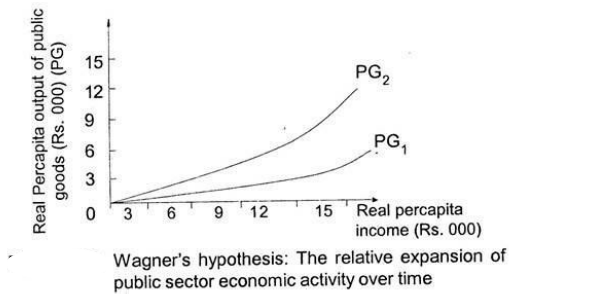 Real Percapita output of public
goods (Rs. 000) (PG)
15
12
9
6
3
0
3
6
9
12
15
PG2
PG1
Real percapita
income (Rs. 000)
Wagner's hypothesis: The relative expansion of
public sector economic activity over time